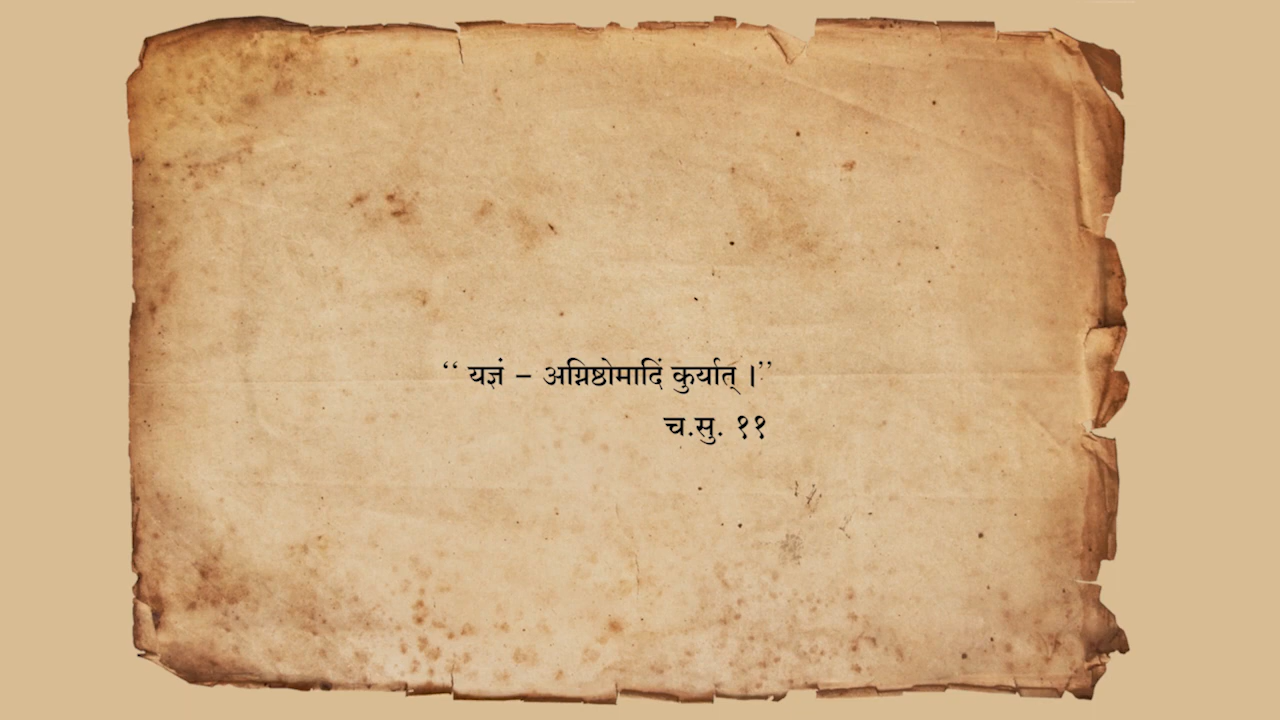 “ यज्ञं – अग्निष्ठोमादिं कुर्यात् ।”
च.सु. ११